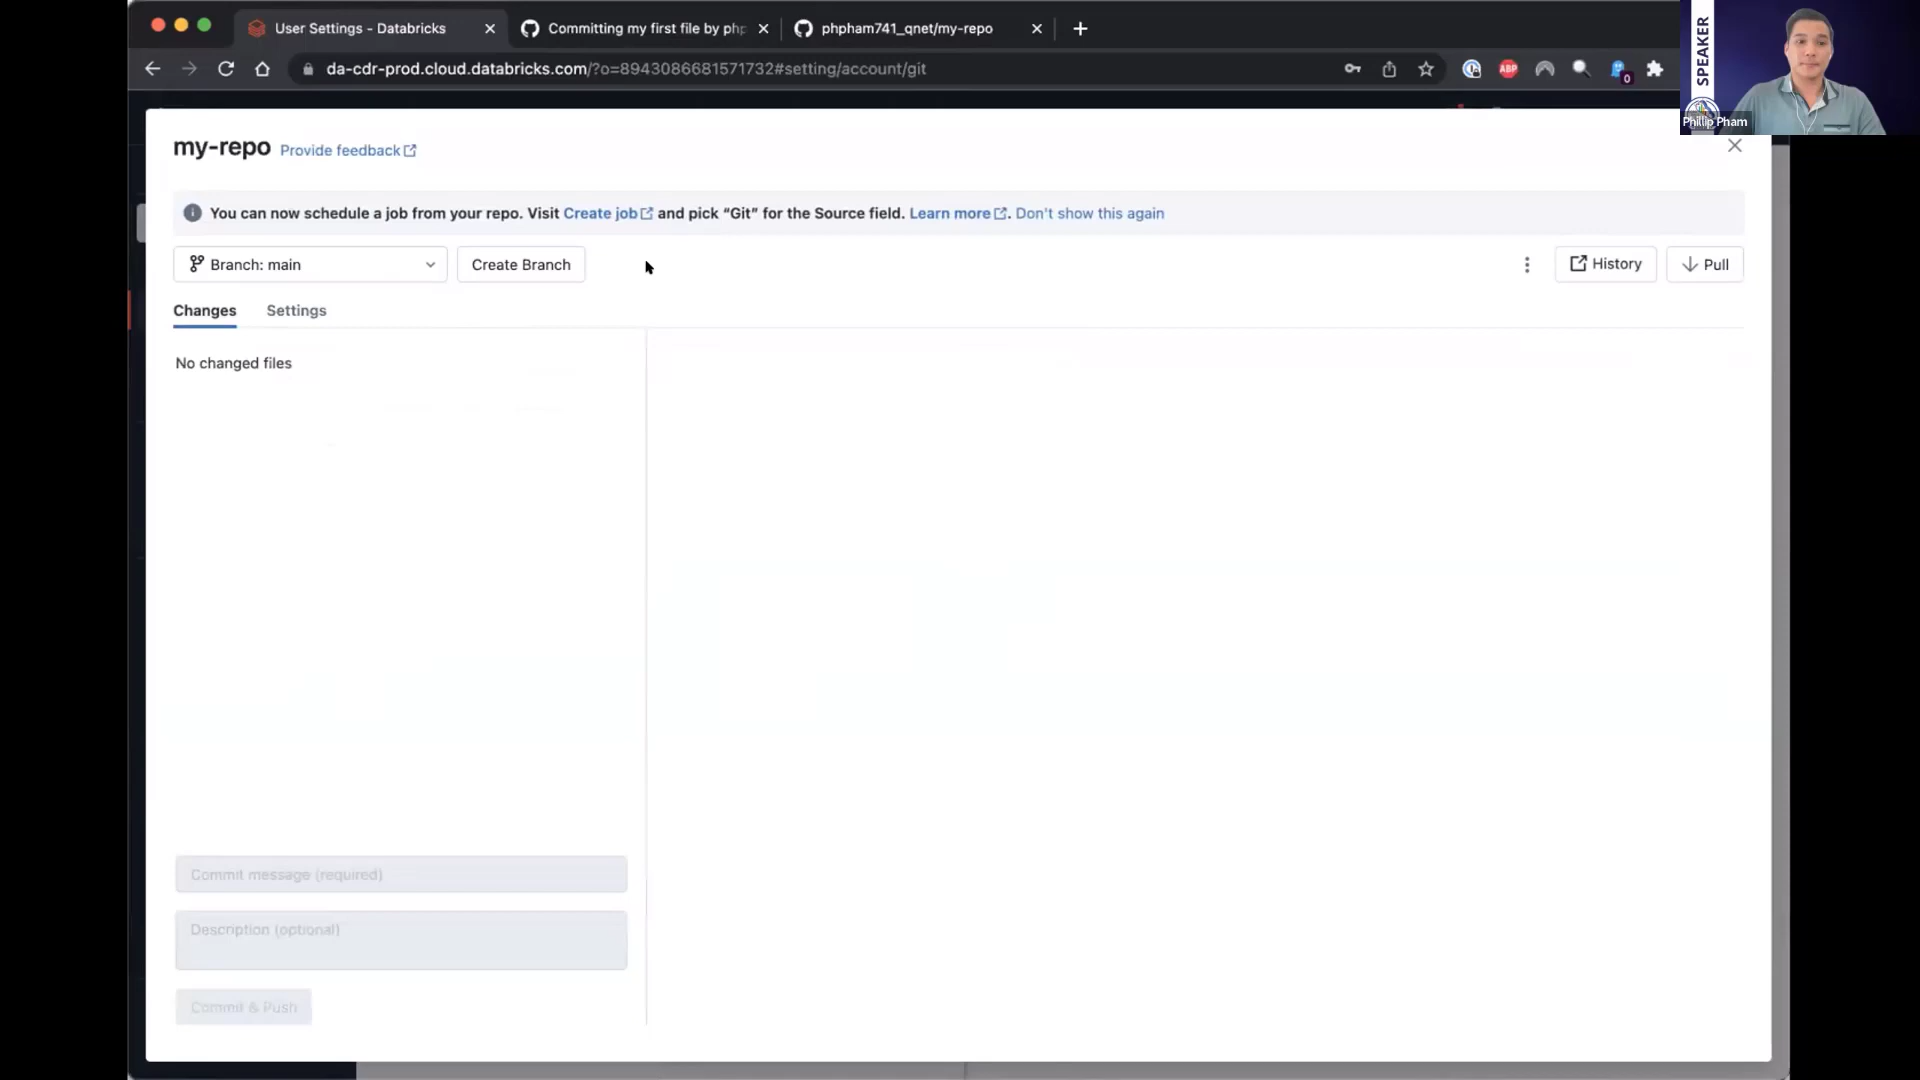 User Settings - Databricks
Committing my first file by php
phpham741_qnet/my-repo
da-cdr-prod.cloud.databricks.com/?o=8943086681571732#setting/account/git
ABP
0
SPEAKER
Phillip Pham
my-repo
Provide feedback
You can now schedule a job from your repo. Visit Create job and pick “Git” for the Source field. Learn more. Don't show this again
Branch: main
Create Branch
History
Pull
Changes
Settings
No changed files
Commit message (required)
Description (optional)
Commit & Push